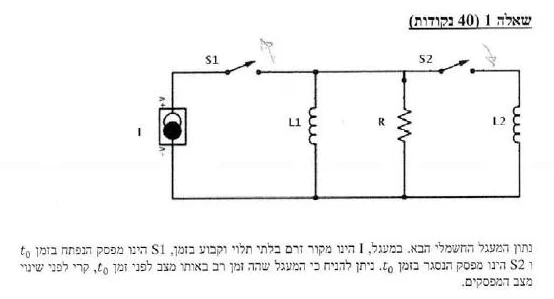 שאלה 1 (40 נקודות)
S1
S2
+V
I
-V
L1
R
L2
נתון המעגל החשמלי הבא. במעגל, I הינו מקור זרם בלתי תלוי וקבוע בזמן, S1 הינו מפסק הנפתח בזמן t0
ו S2 הינו מפסק הנסגר בזמן t0. ניתן להניח כי המעגל שהה זמן רב באותו מצב לפני זמן t0, קרי לפני שינוי
מצב המפסקים.